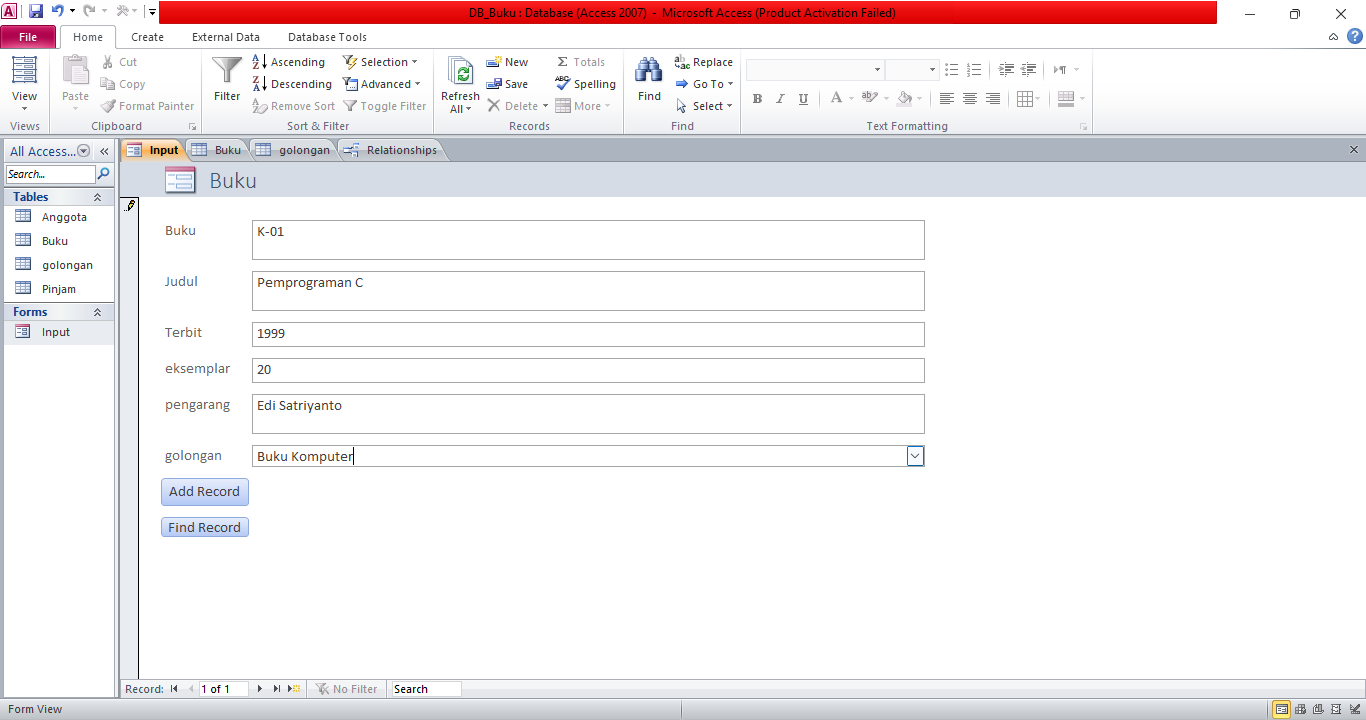 DB_Buku : Database (Access 2007) - Microsoft Access (Product Activation Failed)
File Home Create External Data Database Tools
View
Views
Paste
Cut
Copy
Format Painter
Clipboard
Filter
Ascending
Descending
Remove Sort
Selection
Advanced
Toggle Filter
Sort & Filter
Refresh
All
New
Save
Delete
Totals
Spelling
More
Records
Find
Replace
Go To
Select
Find
B I U A ab
Text Formatting
All Access...
Search...
Tables
Anggota
Buku
golongan
Pinjam
Forms
Input
Input Buku golongan Relationships
Buku
Buku K-01
Judul Pemprograman C
Terbit 1999
eksemplar 20
pengarang Edi Satriyanto
golongan Buku Komputer
Add Record
Find Record
Record: 1 of 1 No Filter Search
Form View